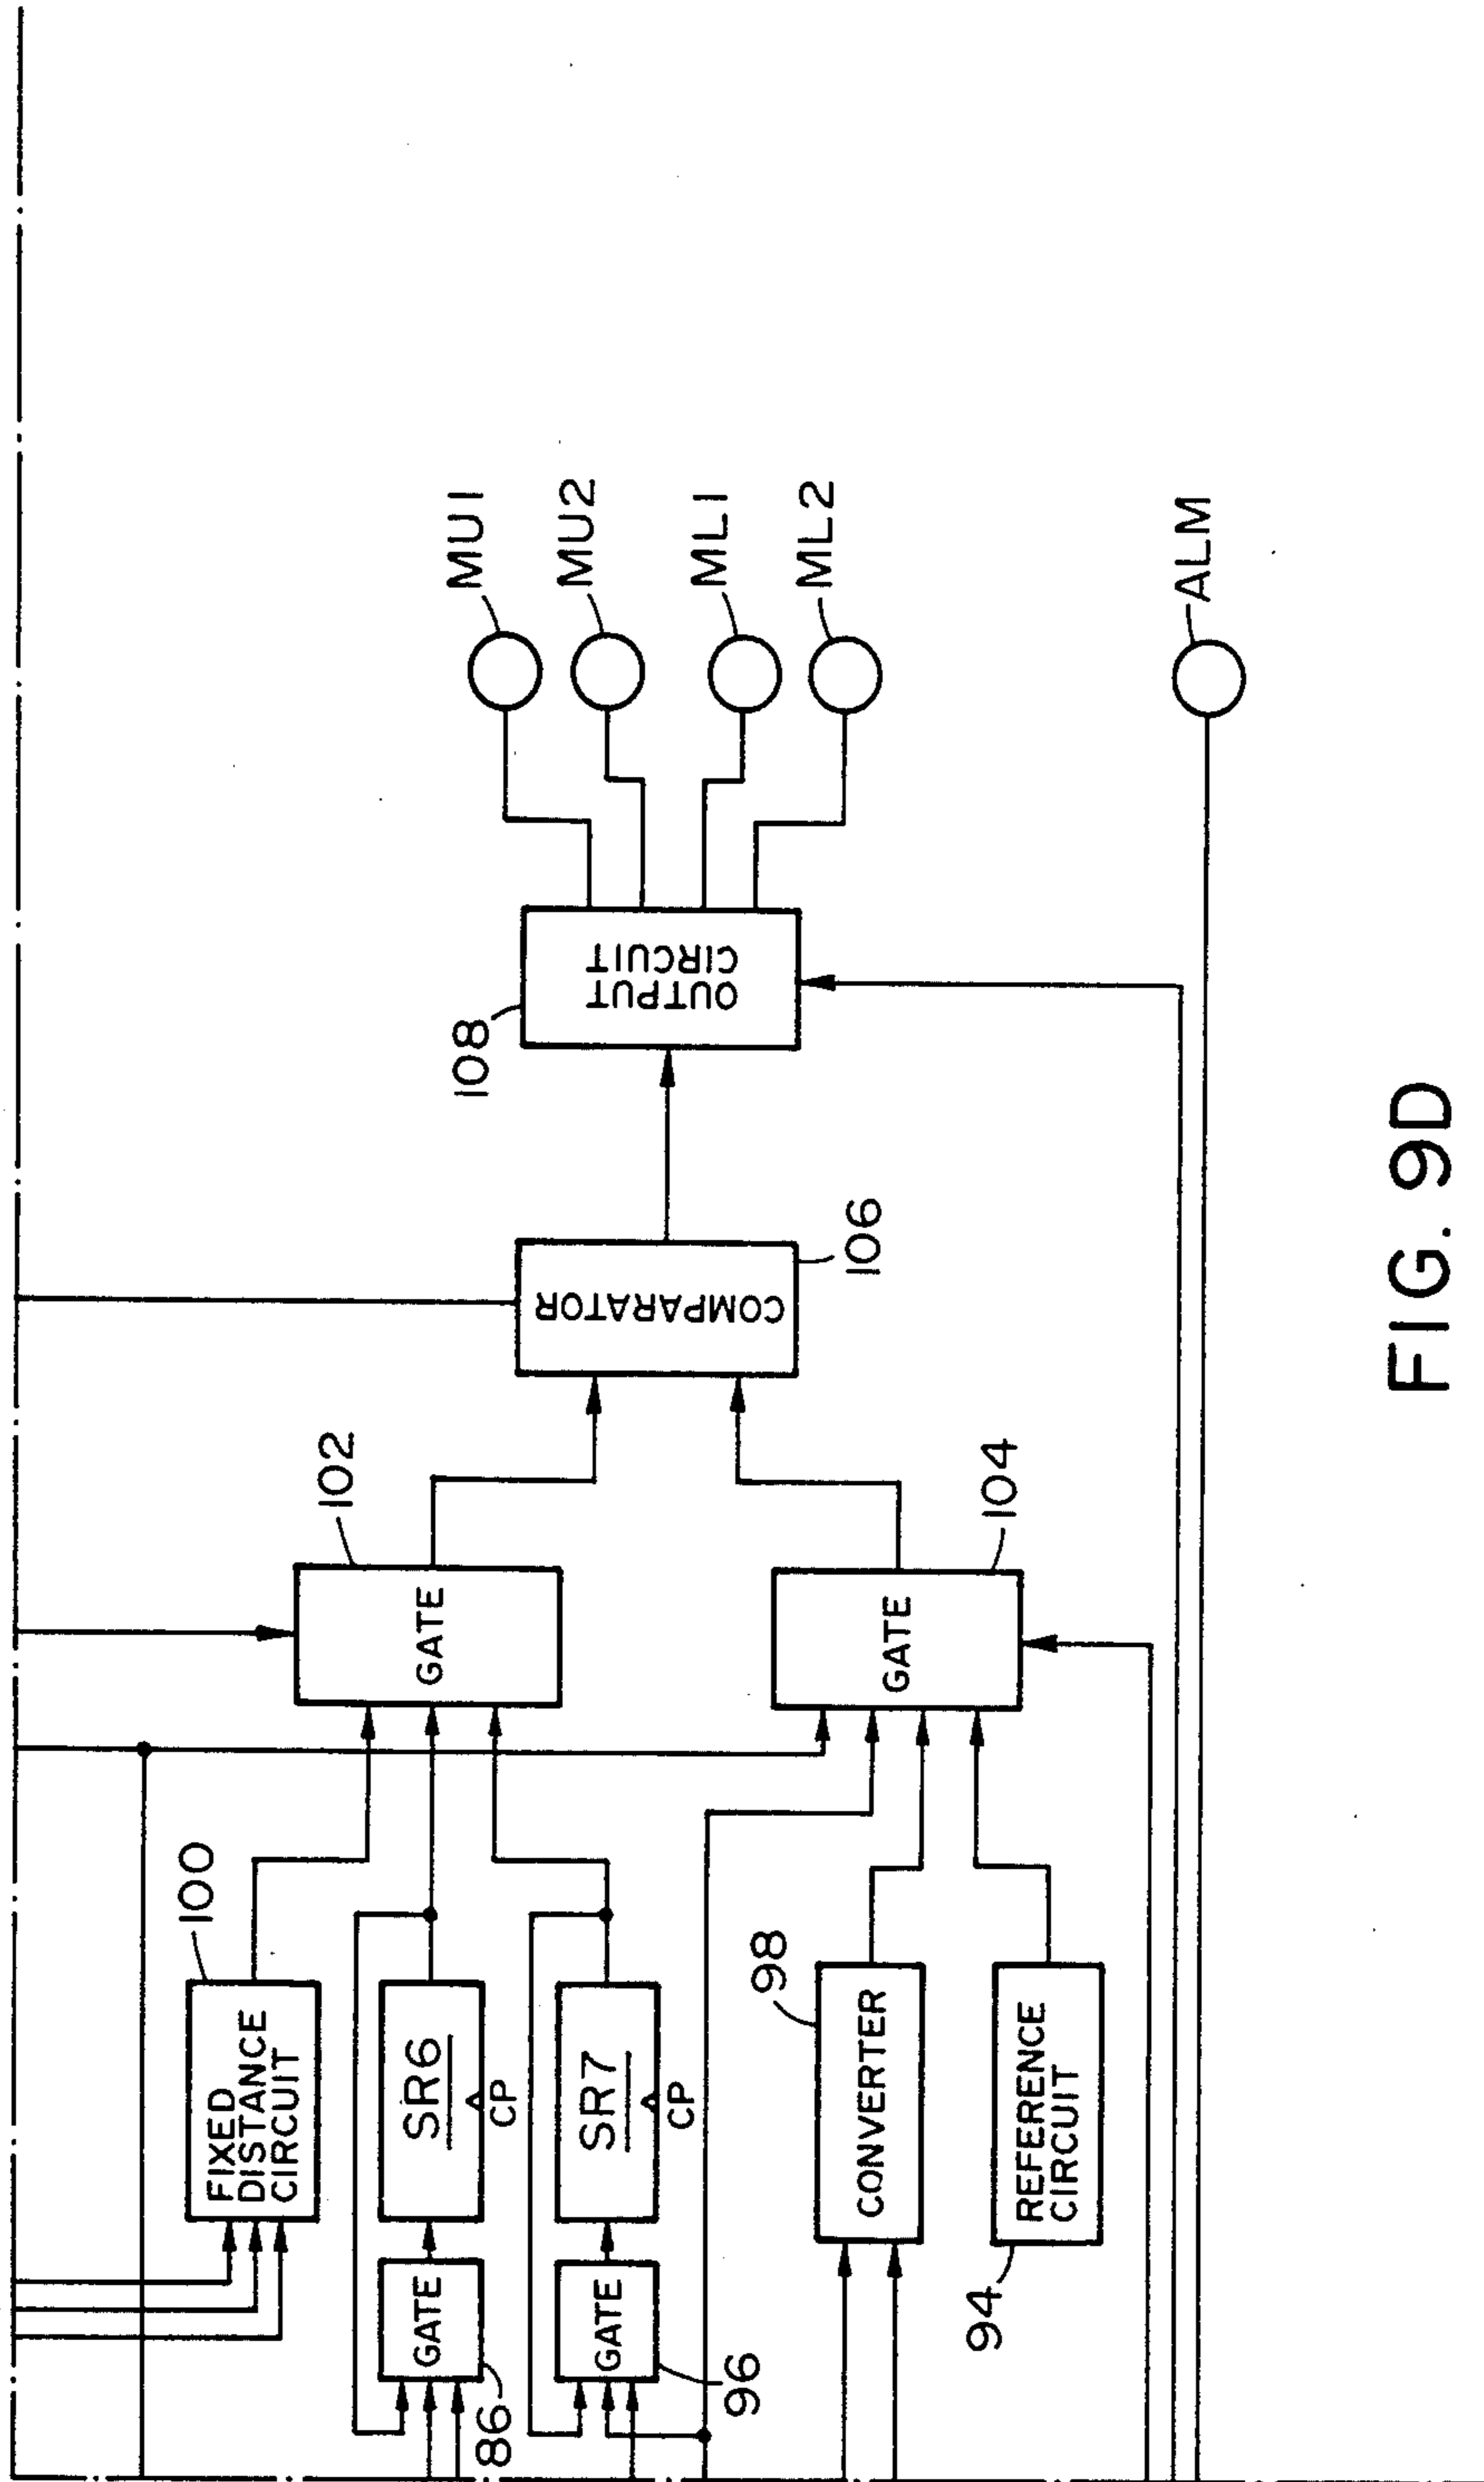 100
FIXED
DISTANCE
CIRCUIT
86
GATE
SR6
CP
96
GATE
SR7
CP
98
CONVERTER
94
REFERENCE
CIRCUIT
102
GATE
104
GATE
COMPARATOR
106
108
OUTPUT
CIRCUIT
MU1
MU2
ML1
ML2
ALM
FIG. 9D